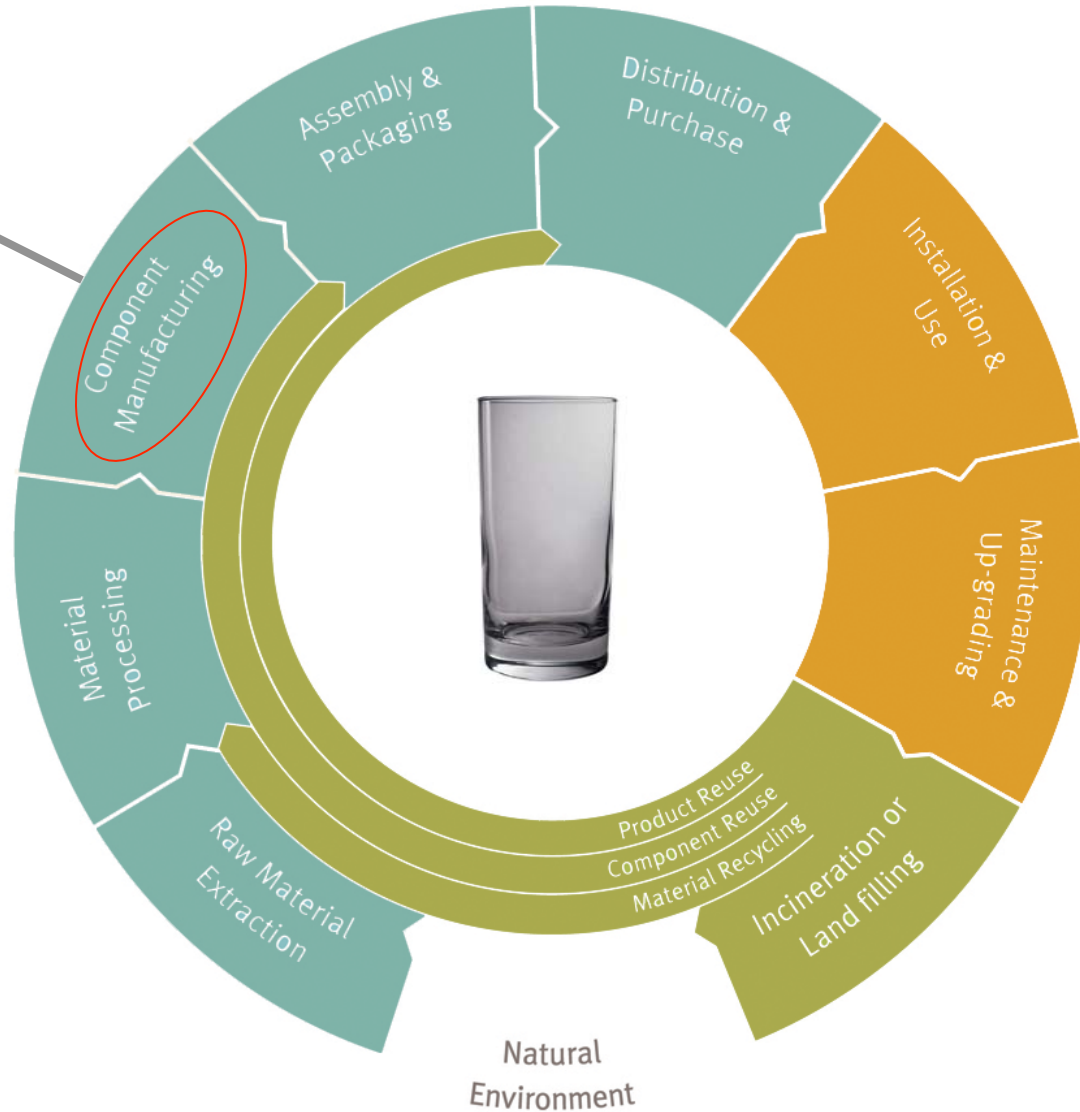 Assembly &
Packaging
Distribution &
Purchase
Component
Manufacturing
Installation &
Use
Material
Processing
Maintenance &
Up-grading
Raw Material
Extraction
Product Reuse
Component Reuse
Material Recycling
Incineration or
Land filling
Natural
Environment